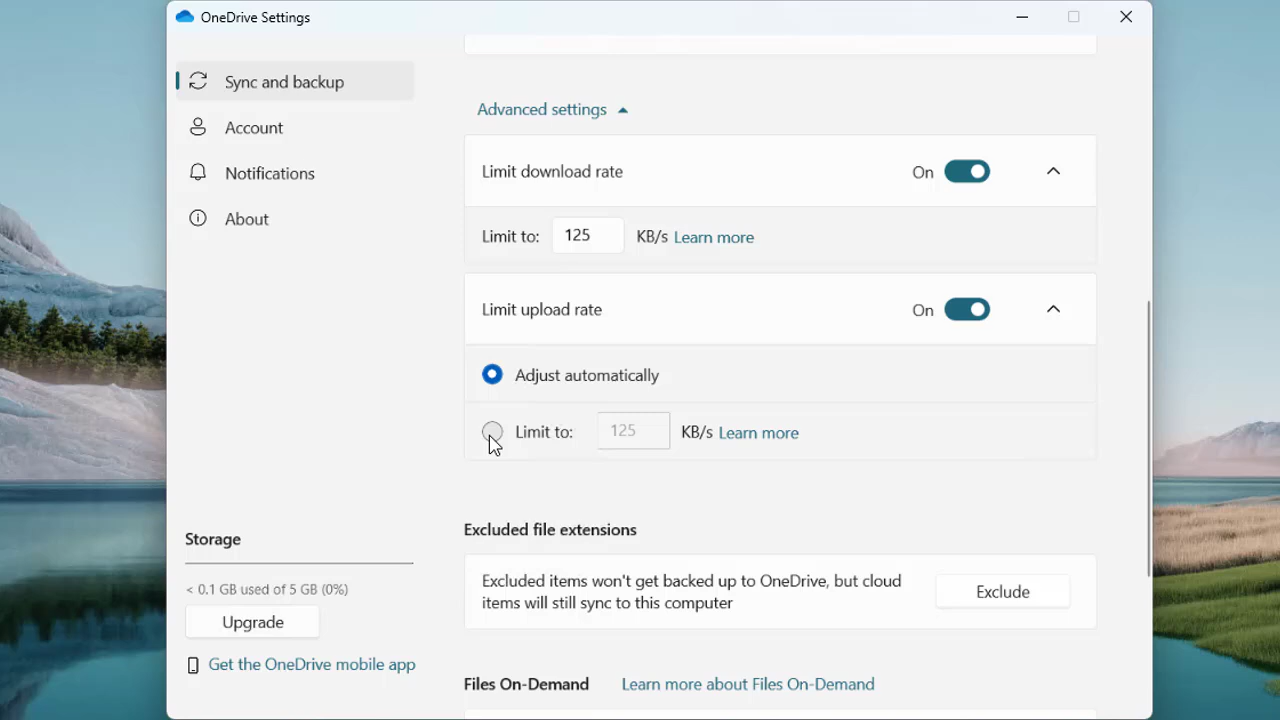 OneDrive Settings
Sync and backup
Account
Notifications
About
Storage
< 0.1 GB used of 5 GB (0%)
Upgrade
Get the OneDrive mobile app
Advanced settings
Limit download rate
On
Limit to: 125 KB/s Learn more
Limit upload rate
On
Adjust automatically
Limit to: 125 KB/s Learn more
Excluded file extensions
Excluded items won't get backed up to OneDrive, but cloud
items will still sync to this computer
Exclude
Files On-Demand Learn more about Files On-Demand